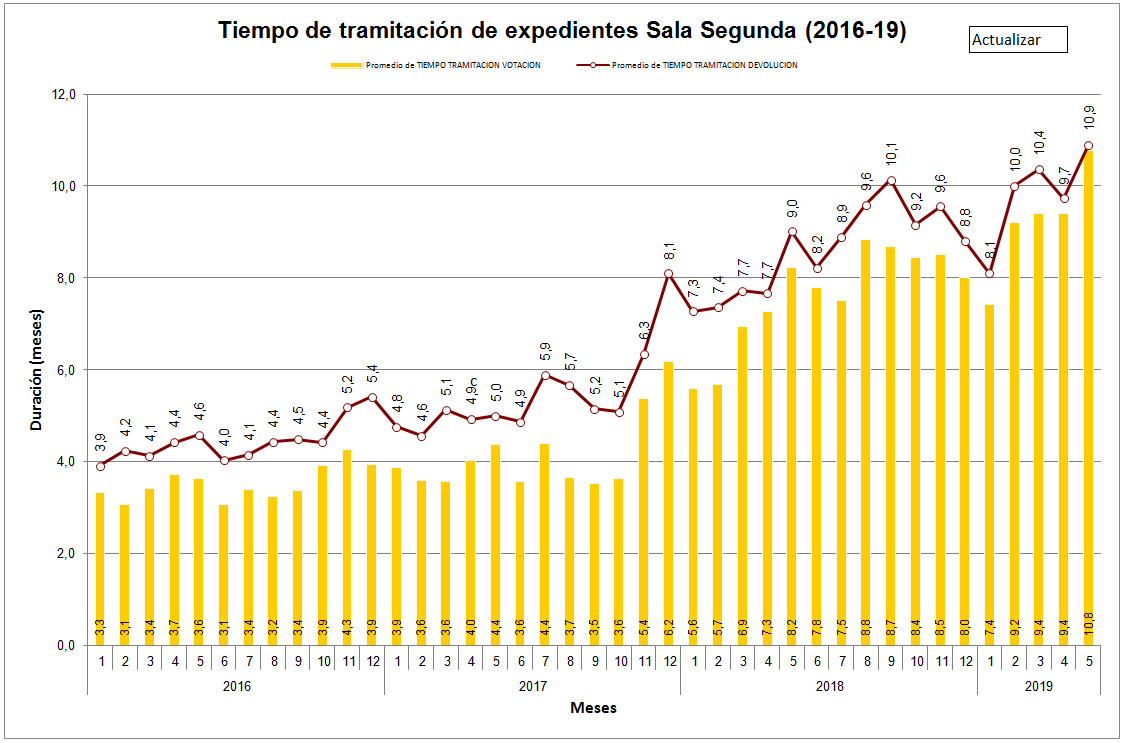 Tiempo de tramitación de expedientes Sala Segunda (2016-19)
Actualizar
Promedio de TIEMPO TRAMITACION VOTACION Promedio de TIEMPO TRAMITACION DEVOLUCION
Duración (meses)
12,0
10,0
8,0
6,0
4,0
2,0
0,0
3,9 4,2 4,1 4,4 4,6 4,0 4,1 4,4 4,5 4,4 5,2 5,4 4,8 4,6 5,1 4,9 5,0 4,9 5,9 5,7 5,2 5,1 6,3 8,1 7,3 7,4 7,7 7,7 9,0 8,2 8,9 9,6 10,1 9,2 9,6 8,8 8,1 10,0 10,4 9,7 10,9
3,3 3,1 3,4 3,7 3,6 3,1 3,4 3,2 3,4 3,9 4,3 3,9 3,9 3,6 3,6 4,0 4,4 3,6 4,4 3,7 3,5 3,6 5,4 6,2 5,6 5,7 6,9 7,3 8,2 7,8 7,5 8,8 8,7 8,4 8,5 8,0 7,4 9,2 9,4 9,4 10,8
1 2 3 4 5 6 7 8 9 10 11 12 1 2 3 4 5 6 7 8 9 10 11 12 1 2 3 4 5 6 7 8 9 10 11 12 1 2 3 4 5
2016 2017 2018 2019
Meses